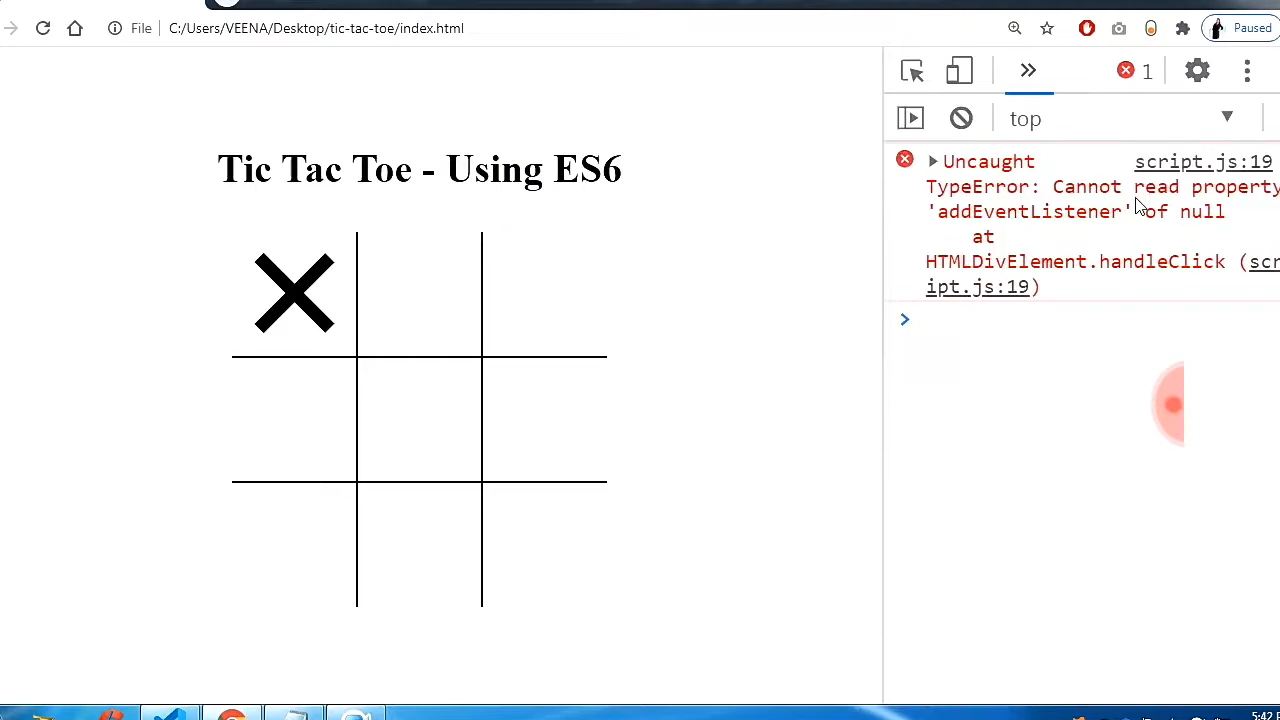 File C:/Users/VEENA/Desktop/tic-tac-toe/index.html Paused
1
top
Tic Tac Toe - Using ES6
Uncaught script.js:19
TypeError: Cannot read property
'addEventListener' of null
at
HTMLDivElement.handleClick (scr
ipt.js:19)